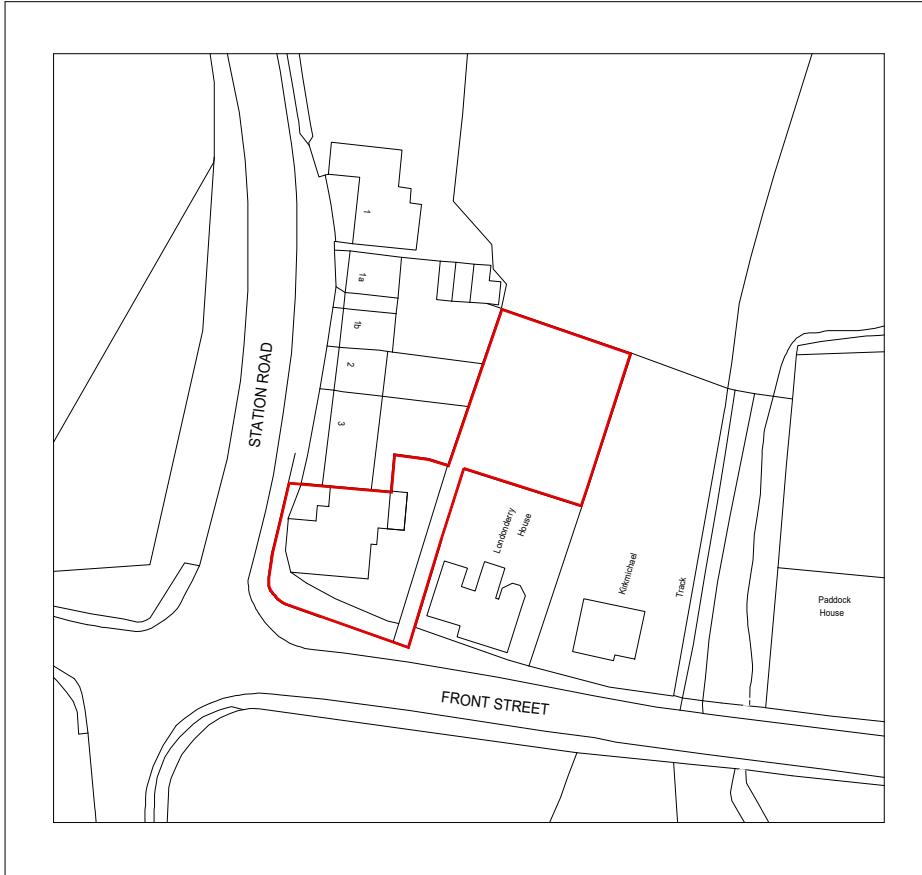 1
1a
1b
2
3
STATION ROAD
Londonderry
House
Kirkmichael
Track
Paddock
House
FRONT STREET